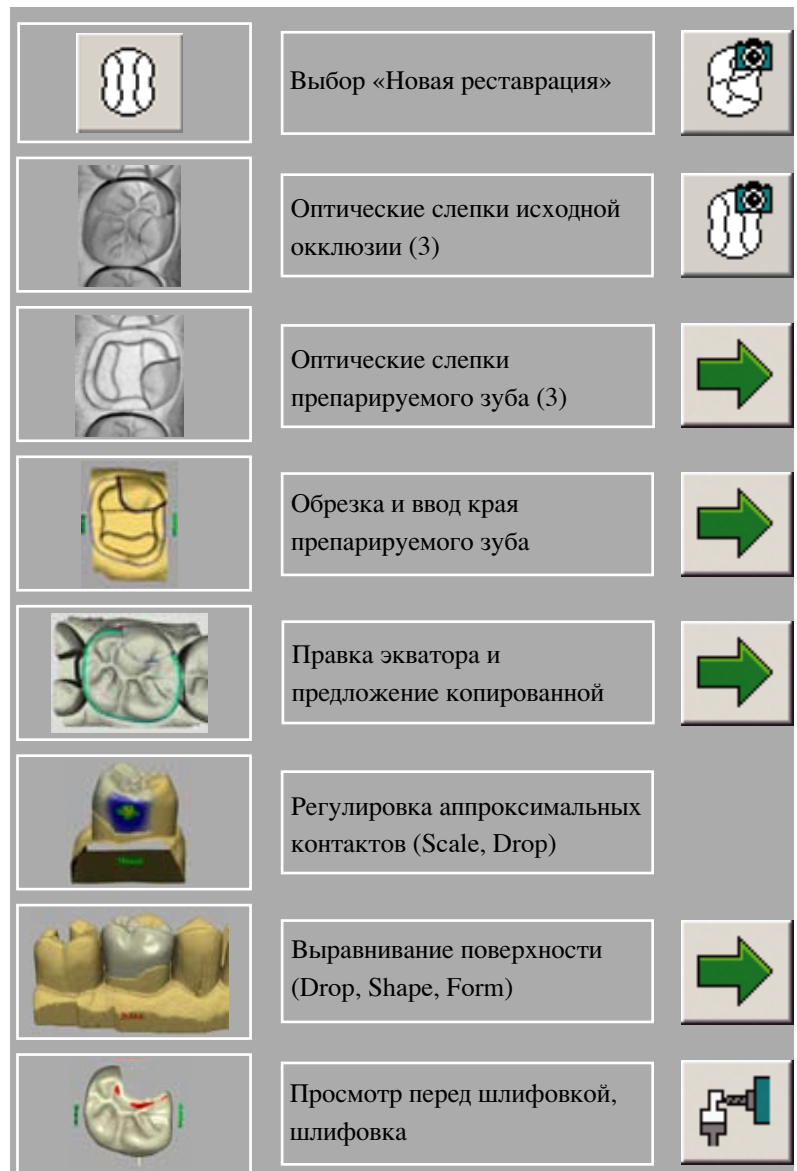 Выбор «Новая реставрация»
Оптические слепки исходной
окклюзии (3)
Оптические слепки
препарируемого зуба (3)
Обрезка и ввод края
препарируемого зуба
Правка экватора и
предложение копированной
Регулировка аппроксимальных
контактов (Scale, Drop)
Выравнивание поверхности
(Drop, Shape, Form)
Просмотр перед шлифовкой,
шлифовка